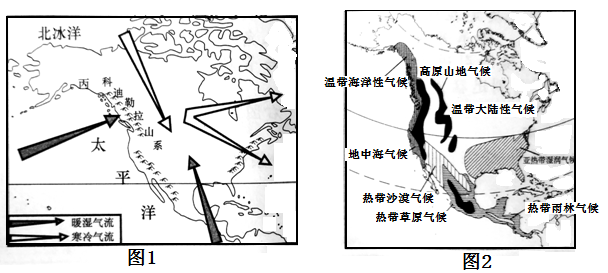 北冰洋
丙
科
迪
勒
拉
山
系
太
平
洋
暖湿气流
寒冷气流
图1
温带海洋性气候
高原山地气候
温带大陆性气候
地中海气候
亚热带湿润气候
热带沙漠气候
热带草原气候
热带雨林气候
图2